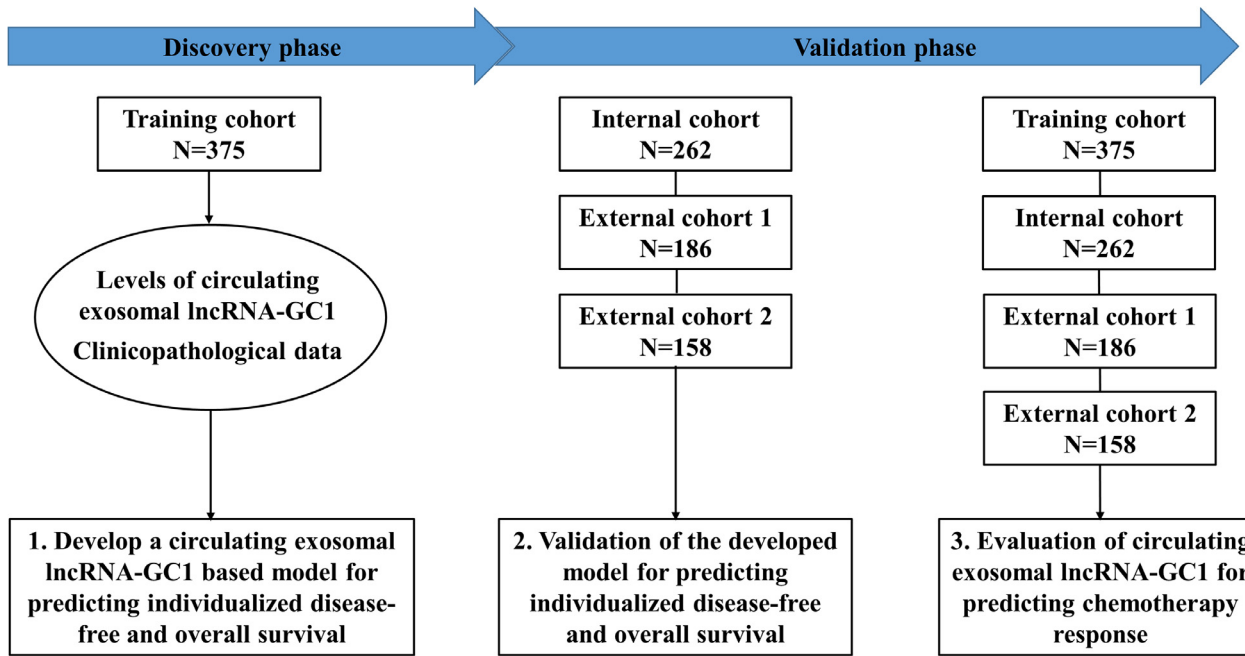 Discovery phase
Validation phase
Training cohort
N=375
Levels of circulating
exosomal lncRNA-GC1
Clinicopathological data
1. Develop a circulating exosomal
lncRNA-GC1 based model for
predicting individualized disease-
free and overall survival
Internal cohort
N=262
External cohort 1
N=186
External cohort 2
N=158
2. Validation of the developed
model for predicting
individualized disease-free
and overall survival
Training cohort
N=375
Internal cohort
N=262
External cohort 1
N=186
External cohort 2
N=158
3. Evaluation of circulating
exosomal lncRNA-GC1 for
predicting chemotherapy
response